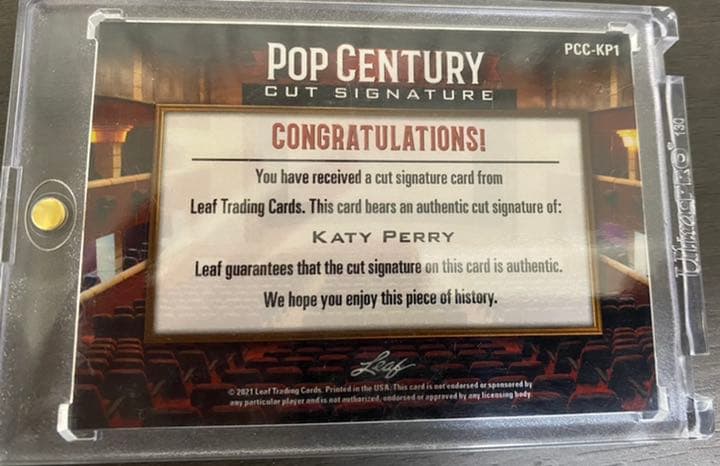 PCC-KP1
POP CENTURY
CUT SIGNATURE
CONGRATULATIONS!
You have received a cut signature card from
Leaf Trading Cards. This card bears an authentic cut signature of:
KATY PERRY
Leaf guarantees that the cut signature on this card is authentic.
We hope you enjoy this piece of history.
Leaf
© 2021 Leaf Trading Cards. Printed in the USA. This card is not endorsed or sponsored by
any particular player and is not authorized, endorsed or approved by any licensing body
Ultra PRO® 130